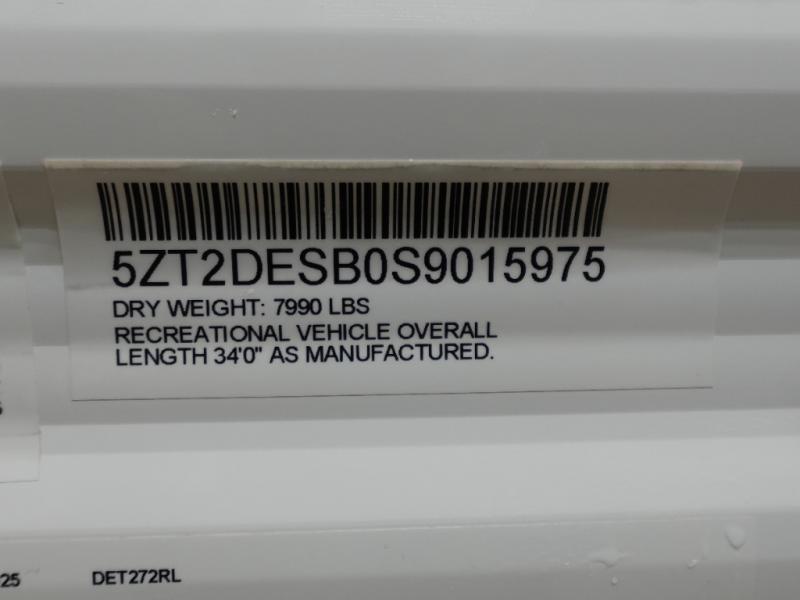 5ZT2DESB0S9015975
DRY WEIGHT: 7990 LBS
RECREATIONAL VEHICLE OVERALL
LENGTH 34'0" AS MANUFACTURED.
25 DET272RL